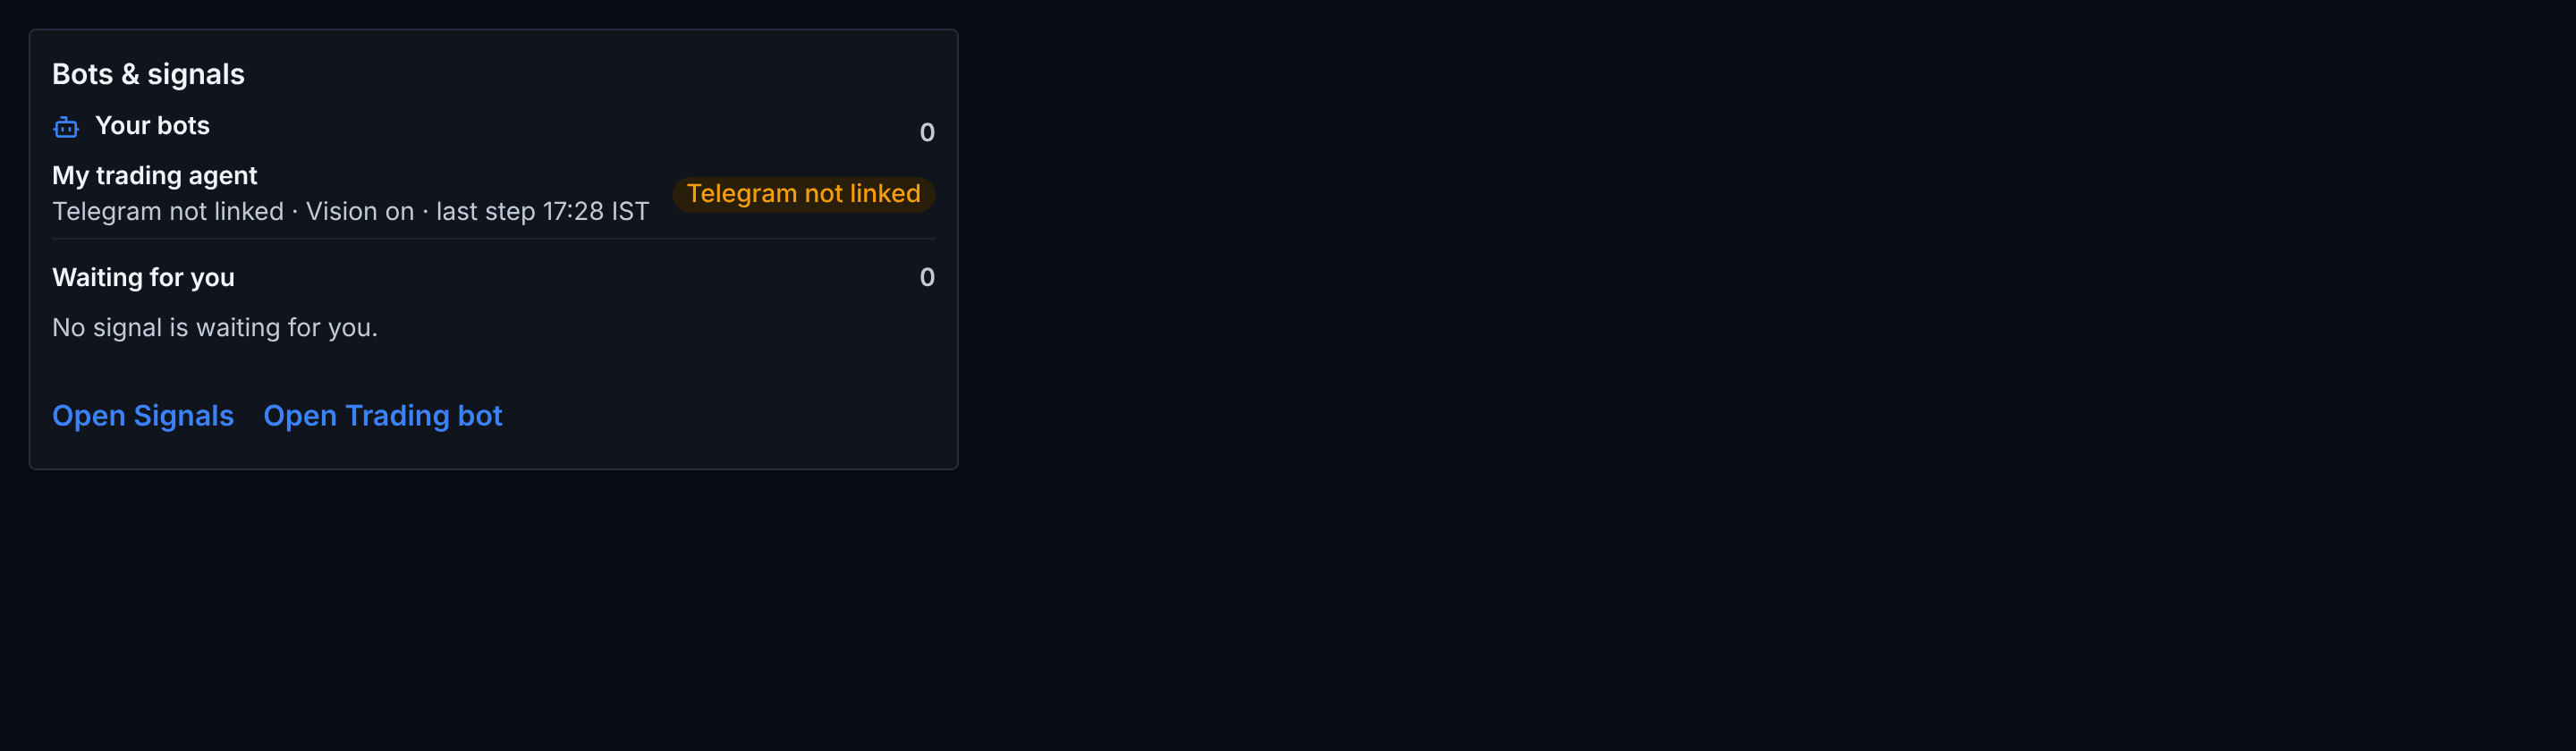 Bots & signals
Your bots
0
My trading agent
Telegram not linked · Vision on · last step 17:28 IST
Telegram not linked
Waiting for you
0
No signal is waiting for you.
Open Signals
Open Trading bot